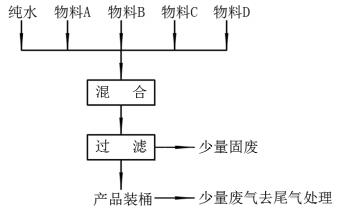 纯水 物料A 物料B 物料C 物料D
混 合
过 滤 少量固废
产品装桶 少量废气去尾气处理